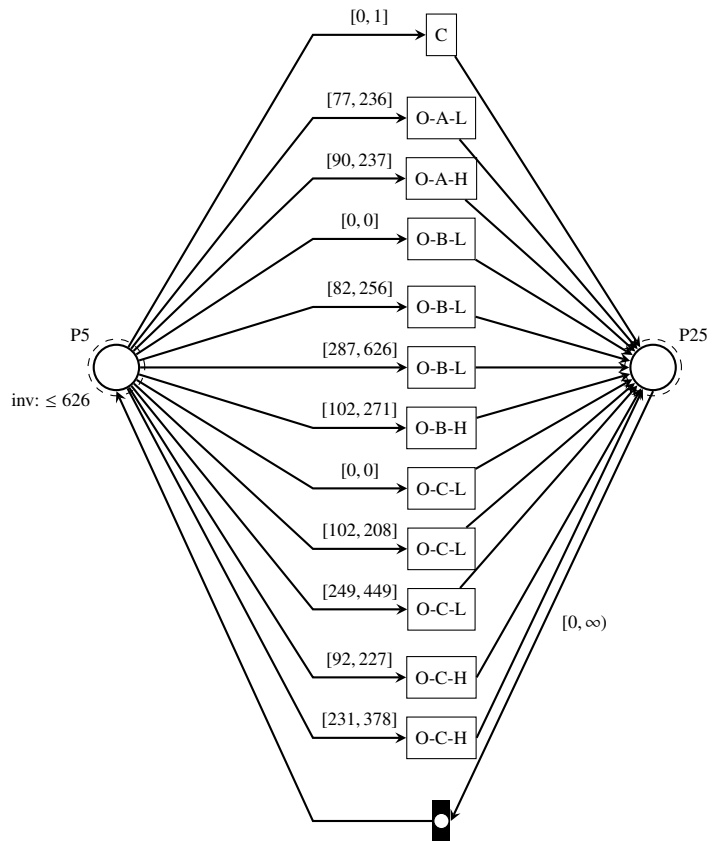 [0, 1]
C
[77, 236]
O-A-L
[90, 237]
O-A-H
[0, 0]
O-B-L
[82, 256]
O-B-L
P5
P25
[287, 626]
O-B-L
inv: ≤ 626
[102, 271]
O-B-H
[0, 0]
O-C-L
[102, 208]
O-C-L
[249, 449]
O-C-L
[0, ∞)
[92, 227]
O-C-H
[231, 378]
O-C-H